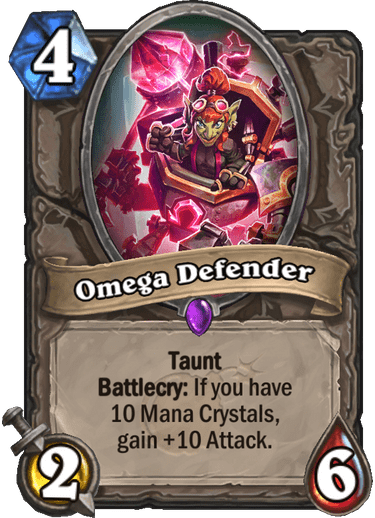 4
Omega Defender
Taunt
Battlecry: If you have
10 Mana Crystals,
gain +10 Attack.
2
6